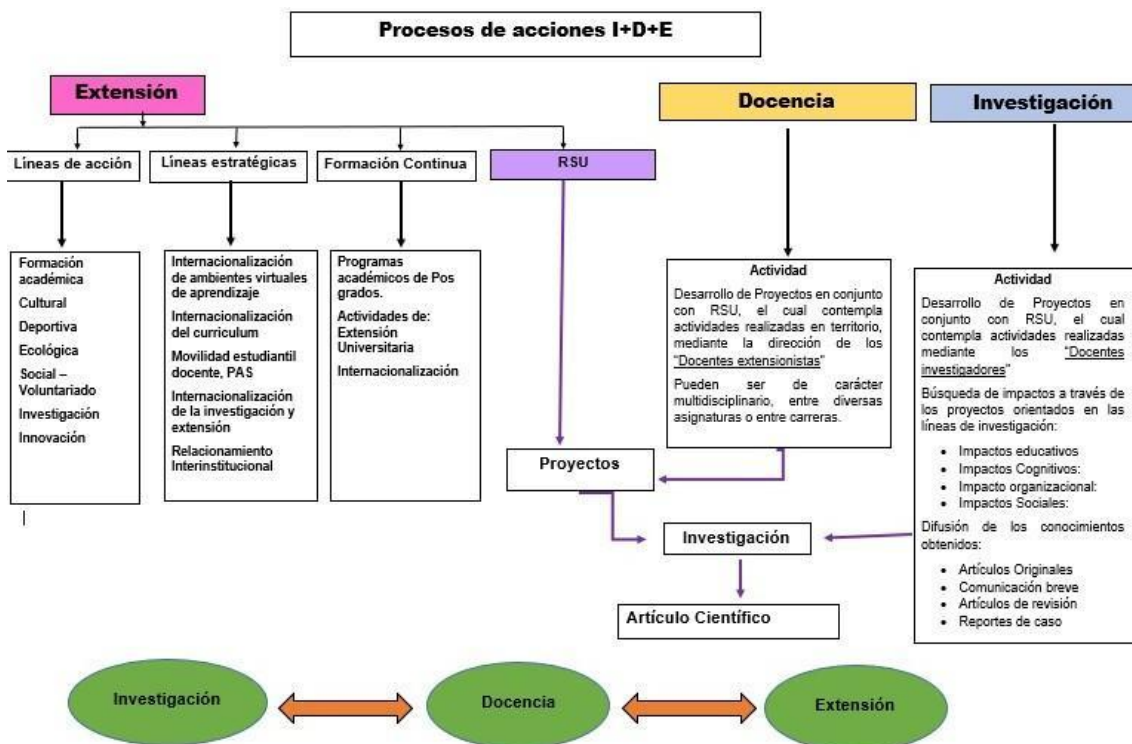 Procesos de acciones I+D+E
Extensión
Docencia
Investigación
Líneas de acción
Líneas estratégicas
Formación Continua
RSU
Formación
académica
Cultural
Deportiva
Ecológica
Social –
Voluntariado
Investigación
Innovación
Internacionalización
de ambientes virtuales
de aprendizaje
Internacionalización
del curriculum
Movilidad estudiantil
docente, PAS
Internacionalización
de la investigación y
extensión
Relacionamiento
Interinstitucional
Programas
académicos de Pos
grados.
Actividades de:
Extensión
Universitaria
Internacionalización
Actividad
Desarrollo de Proyectos en conjunto
con RSU, el cual contempla
actividades realizadas en territorio,
mediante la dirección de los
"Docentes extensionistas"
Pueden ser de carácter
multidisciplinario, entre diversas
asignaturas o entre carreras.
Actividad
Desarrollo de Proyectos en
conjunto con RSU, el cual
contempla actividades realizadas
mediante los "Docentes
investigadores"
Búsqueda de impactos a través de
los proyectos orientados en las
líneas de investigación:
• Impactos educativos
• Impactos Cognitivos:
• Impacto organizacional:
• Impactos Sociales:
Difusión de los conocimientos
obtenidos:
• Artículos Originales
• Comunicación breve
• Artículos de revisión
• Reportes de caso
Proyectos
Investigación
Artículo Científico
Investigación
Docencia
Extensión